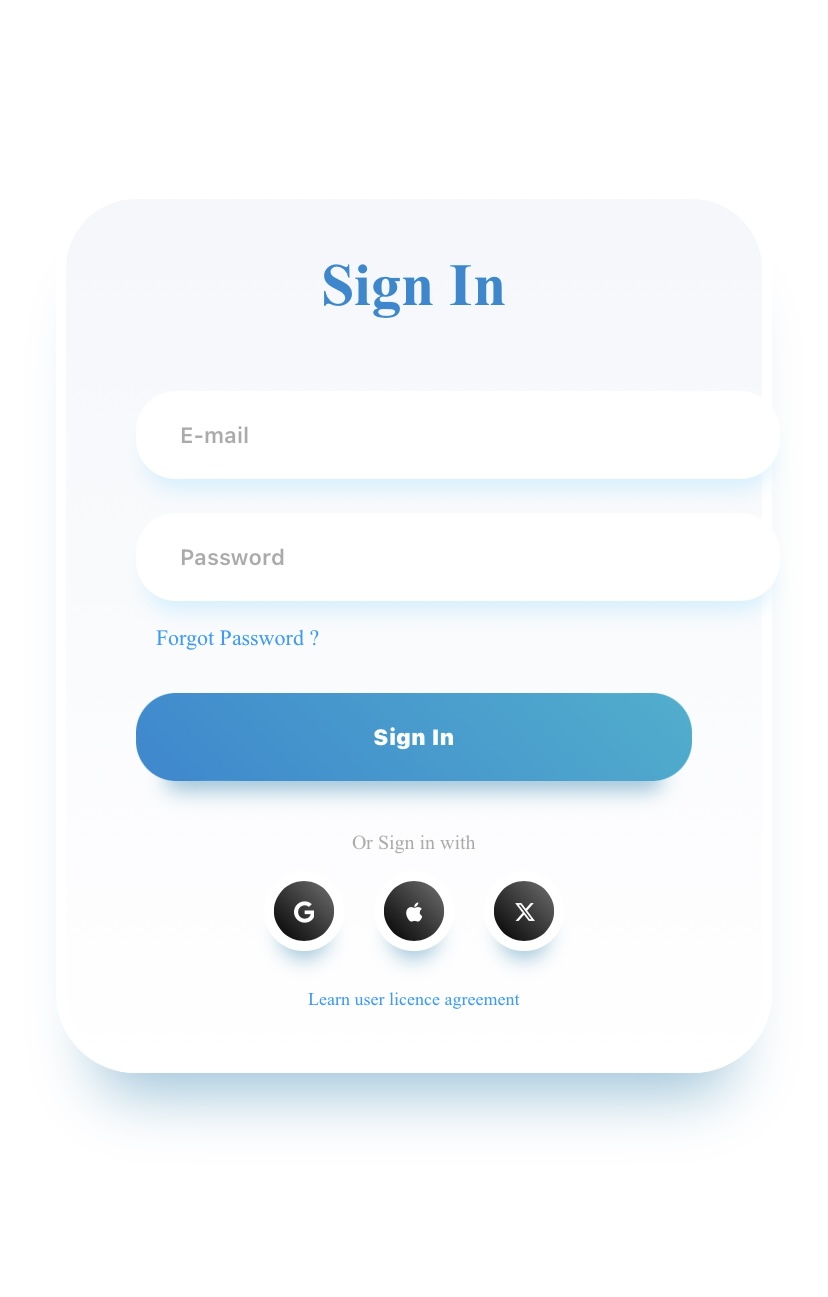 Sign In
E-mail
Password
Forgot Password ?
Sign In
Or Sign in with
Learn user licence agreement